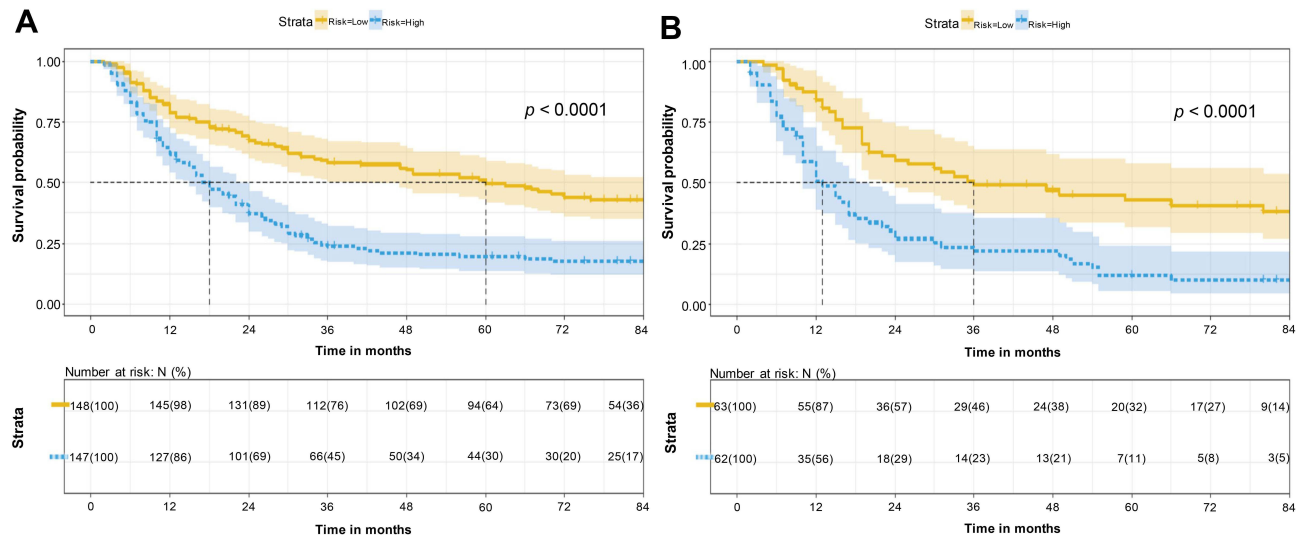 A
Strata Risk=Low Risk=High
1.00
0.75
0.50
0.25
0.00
Survival probability
p < 0.0001
0 12 24 36 48 60 72 84
Time in months
Number at risk: N (%)
Strata
148(100) 145(98) 131(89) 112(76) 102(69) 94(64) 73(69) 54(36)
147(100) 127(86) 101(69) 66(45) 50(34) 44(30) 30(20) 25(17)
0 12 24 36 48 60 72 84
Time in months
B
Strata Risk=Low Risk=High
1.00
0.75
0.50
0.25
0.00
Survival probability
p < 0.0001
0 12 24 36 48 60 72 84
Time in months
Number at risk: N (%)
Strata
63(100) 55(87) 36(57) 29(46) 24(38) 20(32) 17(27) 9(14)
62(100) 35(56) 18(29) 14(23) 13(21) 7(11) 5(8) 3(5)
0 12 24 36 48 60 72 84
Time in months